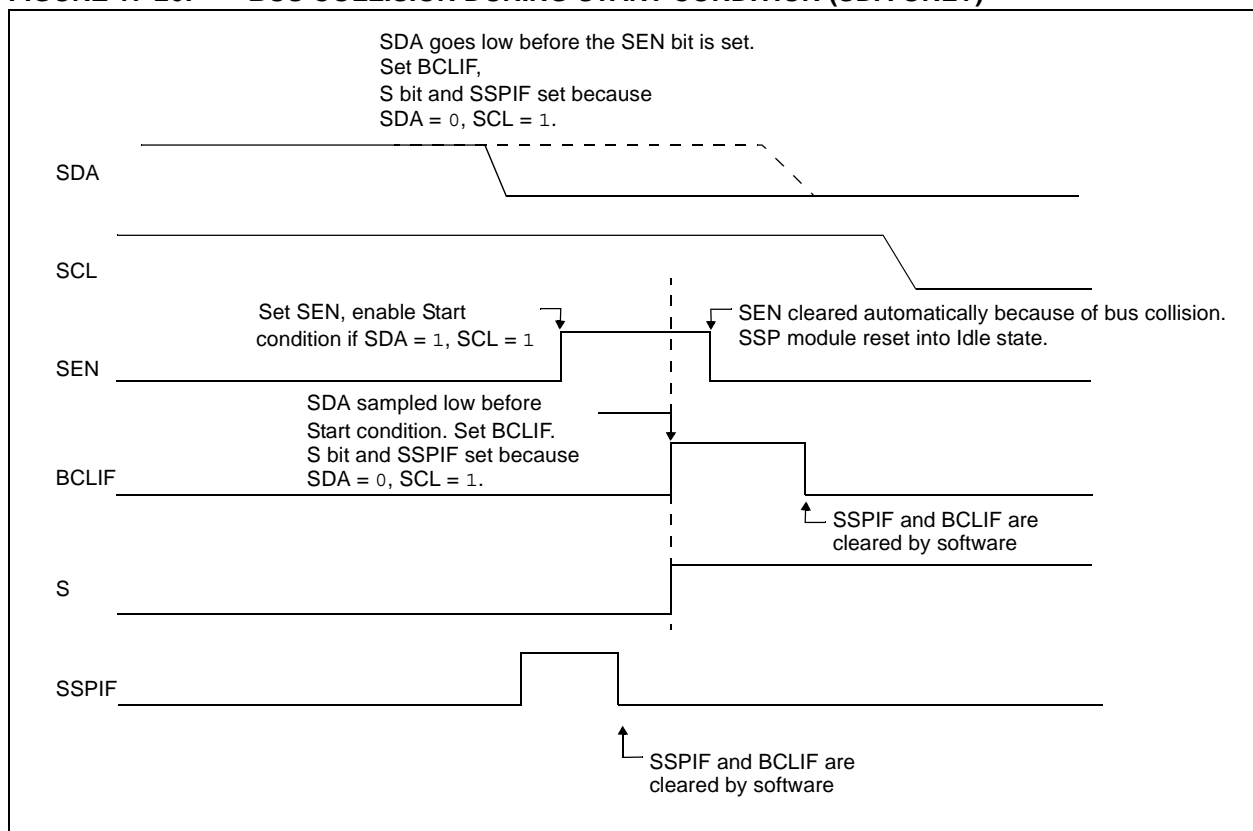 SDA goes low before the SEN bit is set.
Set BCLIF,
S bit and SSPIF set because
SDA = 0, SCL = 1.
SDA
SCL
Set SEN, enable Start
condition if SDA = 1, SCL = 1
SEN cleared automatically because of bus collision.
SSP module reset into Idle state.
SEN
SDA sampled low before
Start condition. Set BCLIF.
S bit and SSPIF set because
SDA = 0, SCL = 1.
BCLIF
SSPIF and BCLIF are
cleared by software
S
SSPIF
SSPIF and BCLIF are
cleared by software